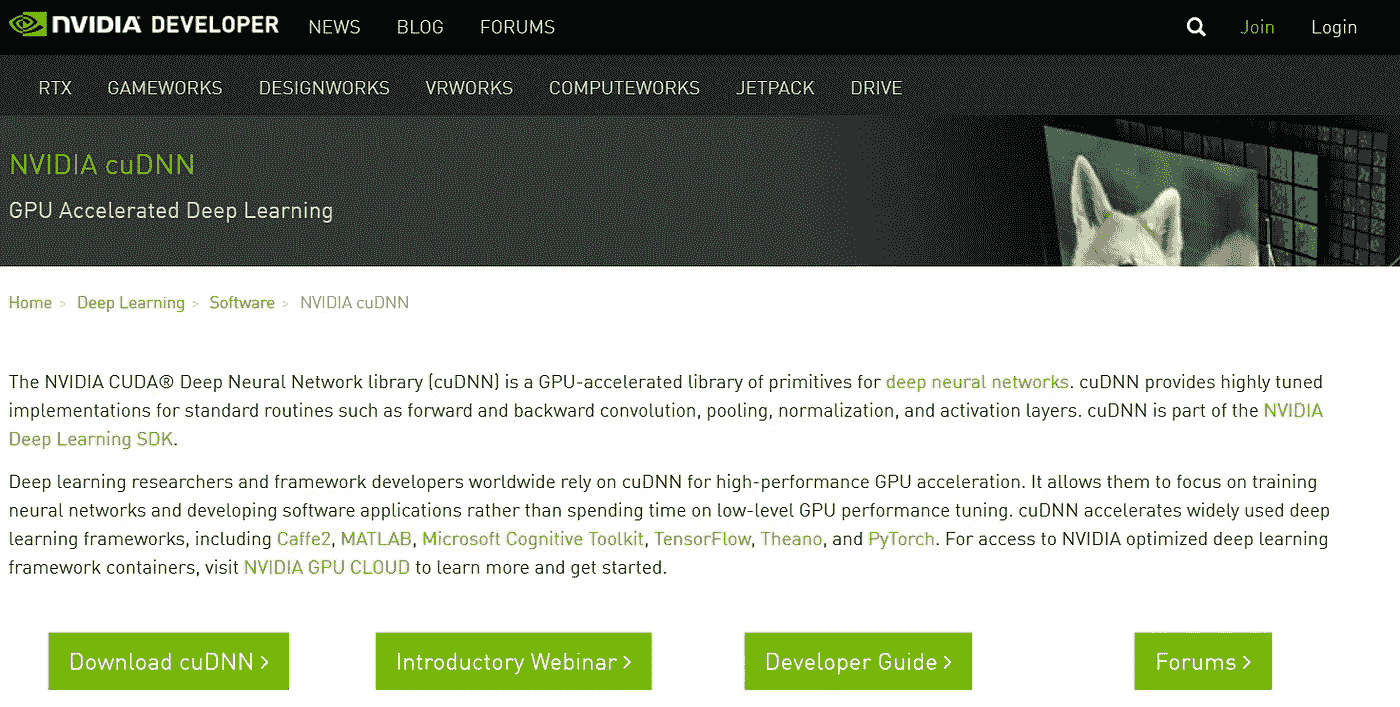 NVIDIA DEVELOPER NEWS BLOG FORUMS Join Login
RTX GAMEWORKS DESIGNWORKS VRWORKS COMPUTEWORKS JETPACK DRIVE
NVIDIA cuDNN
GPU Accelerated Deep Learning
Home > Deep Learning > Software > NVIDIA cuDNN
The NVIDIA CUDA® Deep Neural Network library (cuDNN) is a GPU-accelerated library of primitives for deep neural networks. cuDNN provides highly tuned
implementations for standard routines such as forward and backward convolution, pooling, normalization, and activation layers. cuDNN is part of the NVIDIA
Deep Learning SDK.
Deep learning researchers and framework developers worldwide rely on cuDNN for high-performance GPU acceleration. It allows them to focus on training
neural networks and developing software applications rather than spending time on low-level GPU performance tuning. cuDNN accelerates widely used deep
learning frameworks, including Caffe2, MATLAB, Microsoft Cognitive Toolkit, TensorFlow, Theano, and PyTorch. For access to NVIDIA optimized deep learning
framework containers, visit NVIDIA GPU CLOUD to learn more and get started.
Download cuDNN > Introductory Webinar > Developer Guide > Forums >